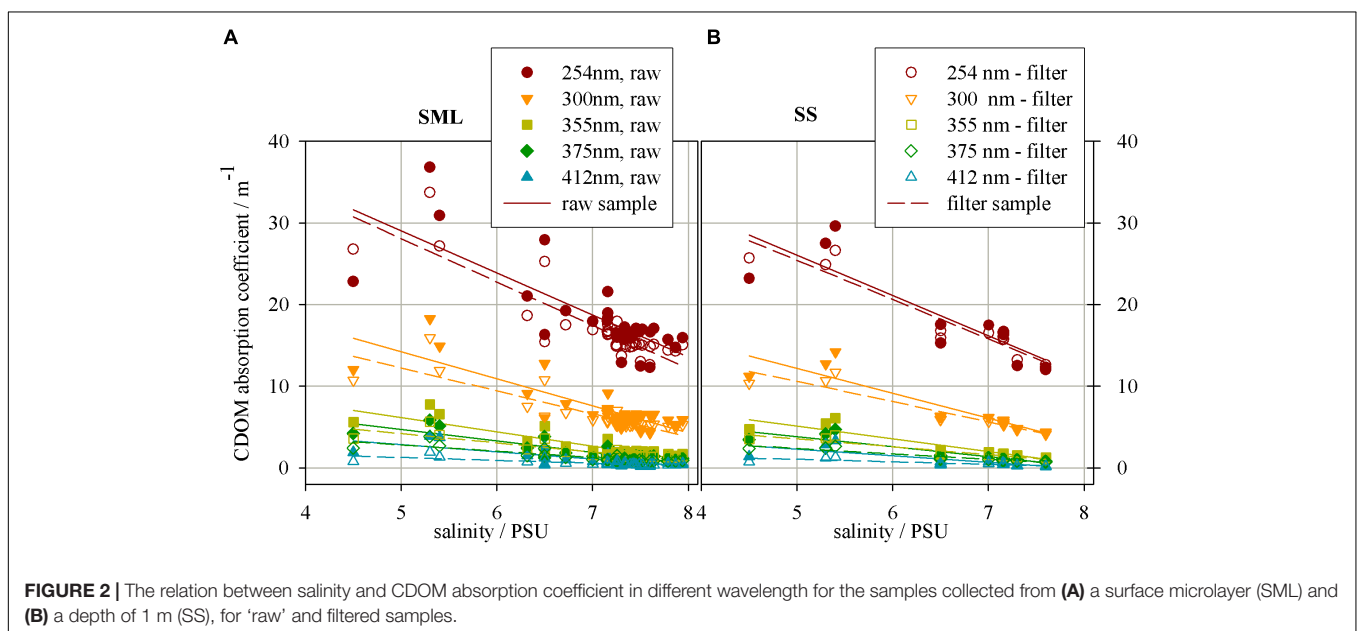 A
B
254nm, raw
300nm, raw
355nm, raw
375nm, raw
412nm, raw
raw sample
254 nm - filter
300 nm - filter
355 nm - filter
375 nm - filter
412 nm - filter
filter sample
SML
SS
CDOM absorption coefficient / m⁻¹
40
30
20
10
0
40
30
20
10
0
4 5 6 7 8
4 5 6 7 8
salinity / PSU
salinity / PSU
FIGURE 2 | The relation between salinity and CDOM absorption coefficient in different wavelength for the samples collected from (A) a surface microlayer (SML) and
(B) a depth of 1 m (SS), for ‘raw’ and filtered samples.